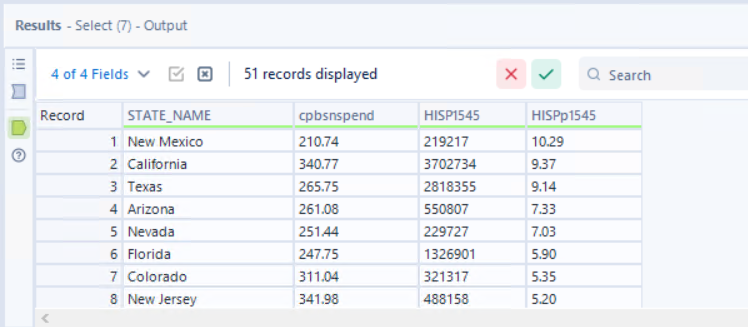 Results - Select (7) - Output
4 of 4 Fields 51 records displayed Search
Record STATE_NAME cpbsnspend HISP1545 HISPp1545
1 New Mexico 210.74 219217 10.29
2 California 340.77 3702734 9.37
3 Texas 265.75 2818355 9.14
4 Arizona 261.08 550807 7.33
5 Nevada 251.44 229727 7.03
6 Florida 247.75 1326901 5.90
7 Colorado 311.04 321317 5.35
8 New Jersey 341.98 488158 5.20